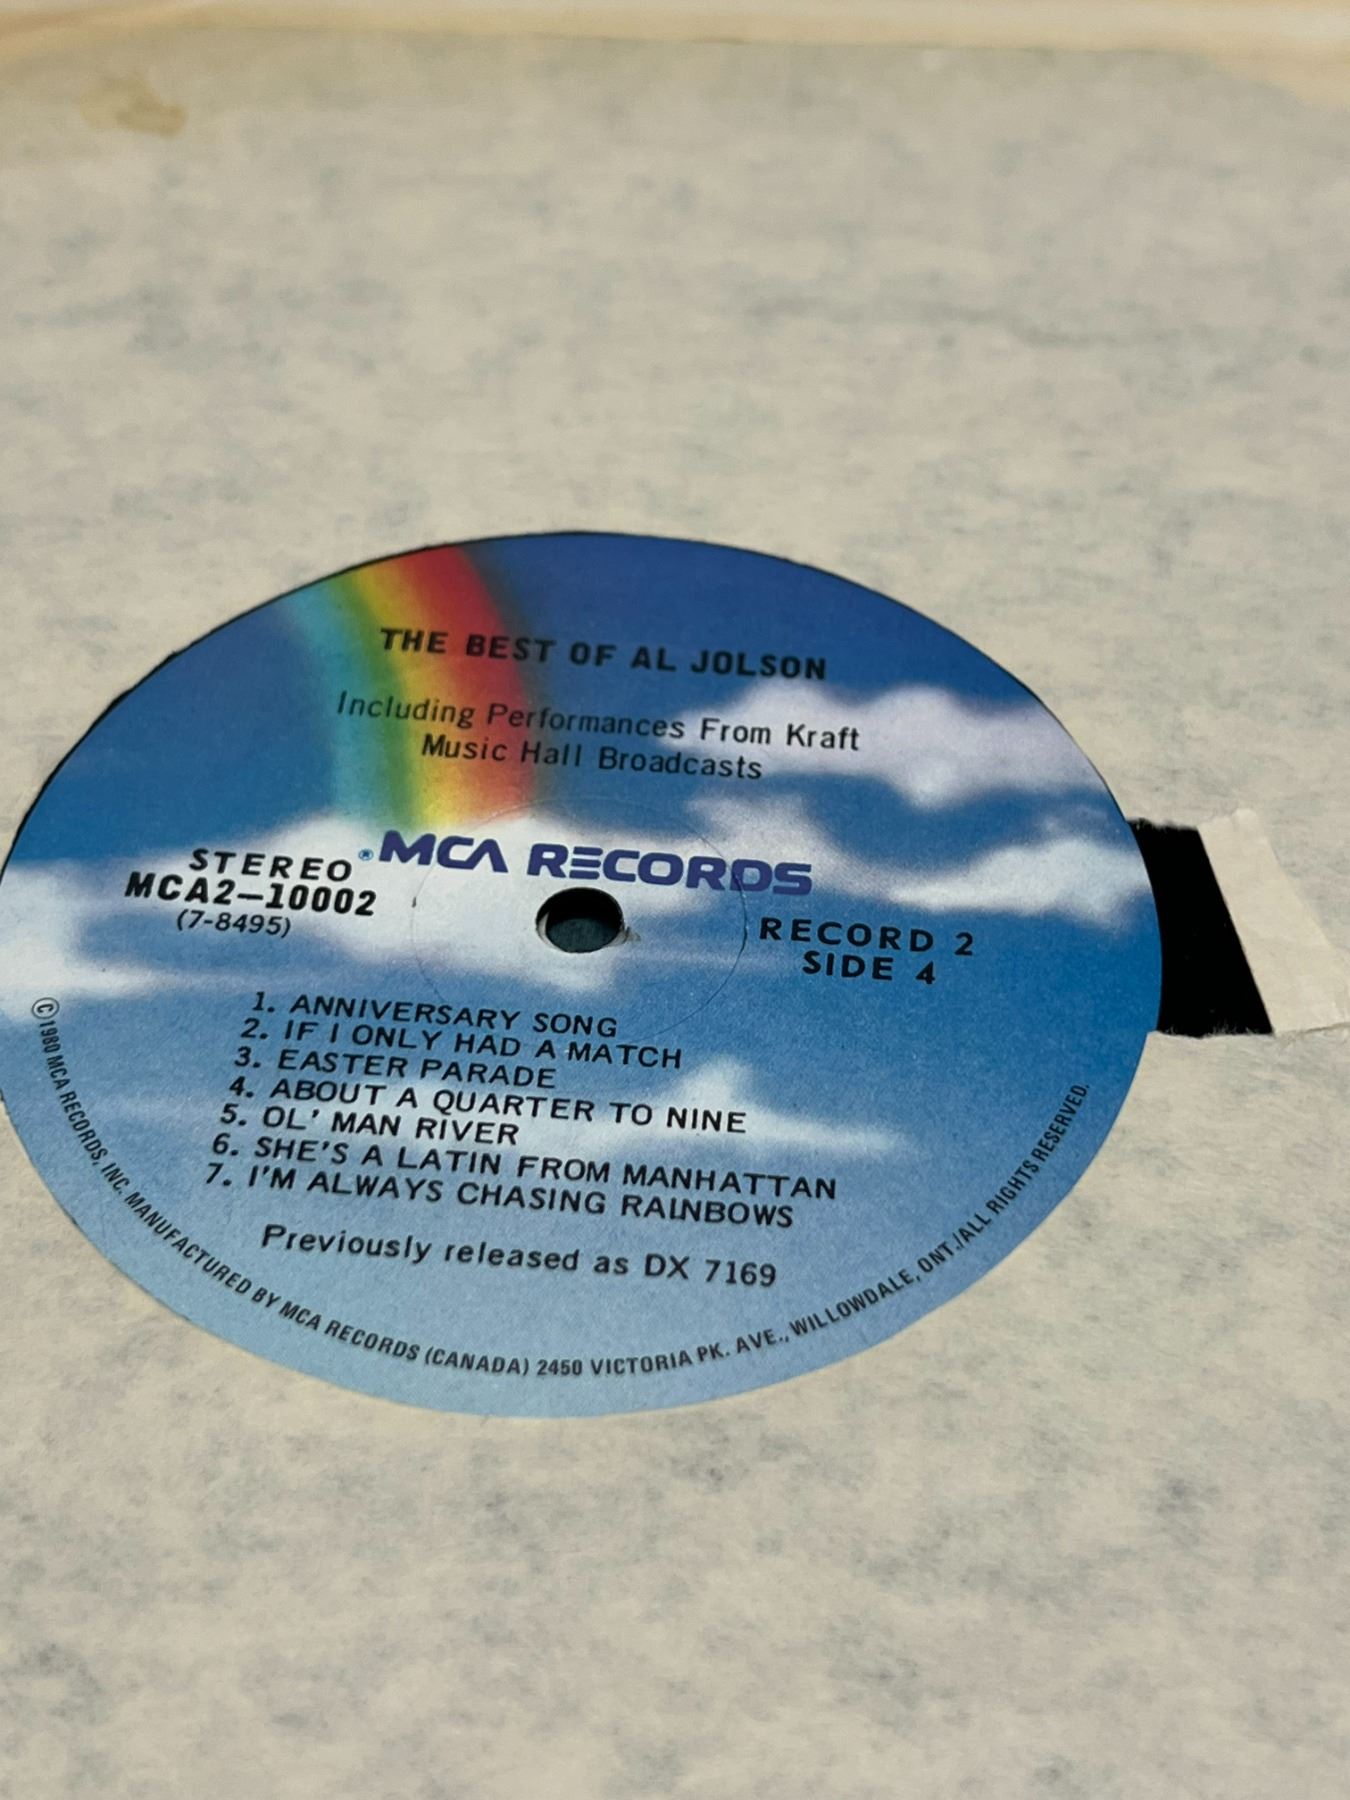 THE BEST OF AL JOLSON
Including Performances From Kraft
Music Hall Broadcasts
STEREO
MCA2-10002
(7-8495)
® MCA RECORDS
RECORD 2
SIDE 4
1. ANNIVERSARY SONG
2. IF I ONLY HAD A MATCH
3. EASTER PARADE
4. ABOUT A QUARTER TO NINE
5. OL' MAN RIVER
6. SHE'S A LATIN FROM MANHATTAN
7. I'M ALWAYS CHASING RAINBOWS
Previously released as DX 7169
©1980 MCA RECORDS, INC. MANUFACTURED BY MCA RECORDS (CANADA) 2450 VICTORIA PK. AVE., WILLOWDALE, ONT./ALL RIGHTS RESERVED.